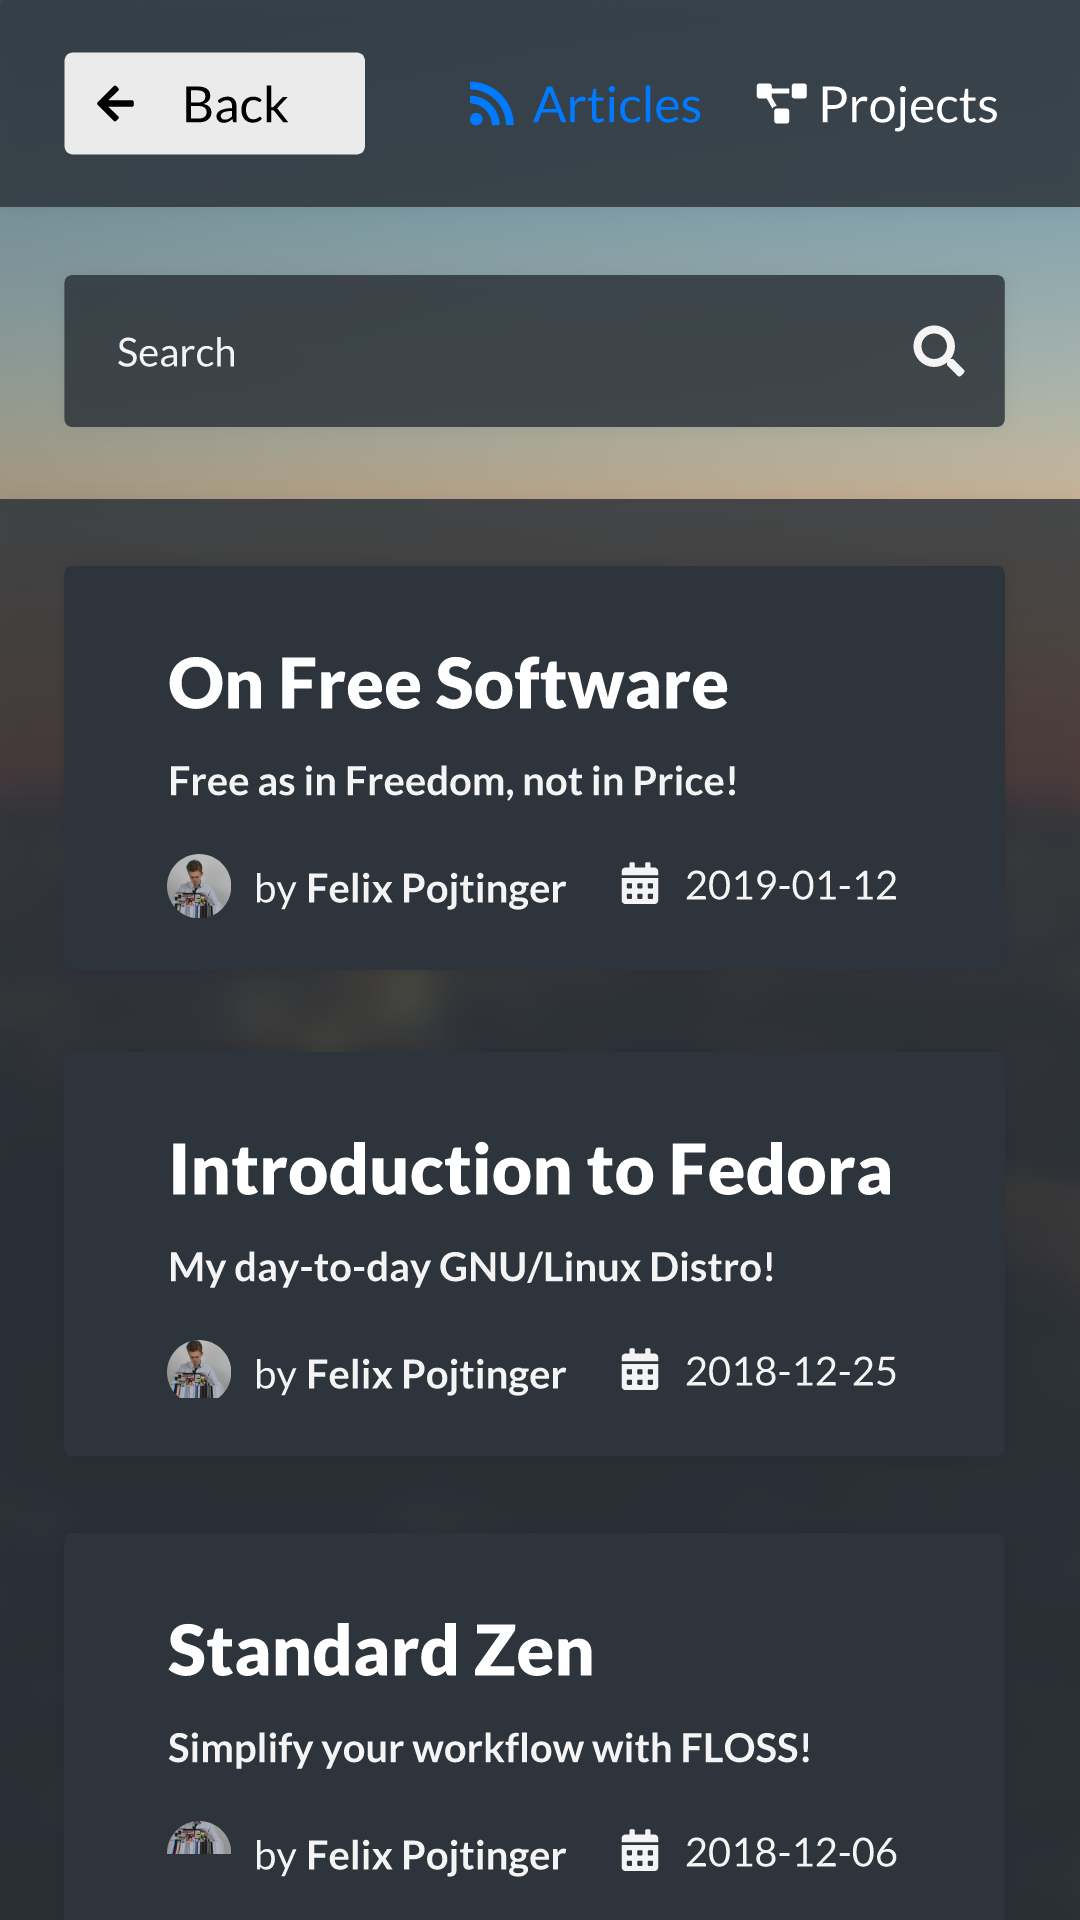 Back
Articles
Projects
Search
On Free Software
Free as in Freedom, not in Price!
by Felix Pojtinger
2019-01-12
Introduction to Fedora
My day-to-day GNU/Linux Distro!
by Felix Pojtinger
2018-12-25
Standard Zen
Simplify your workflow with FLOSS!
by Felix Pojtinger
2018-12-06